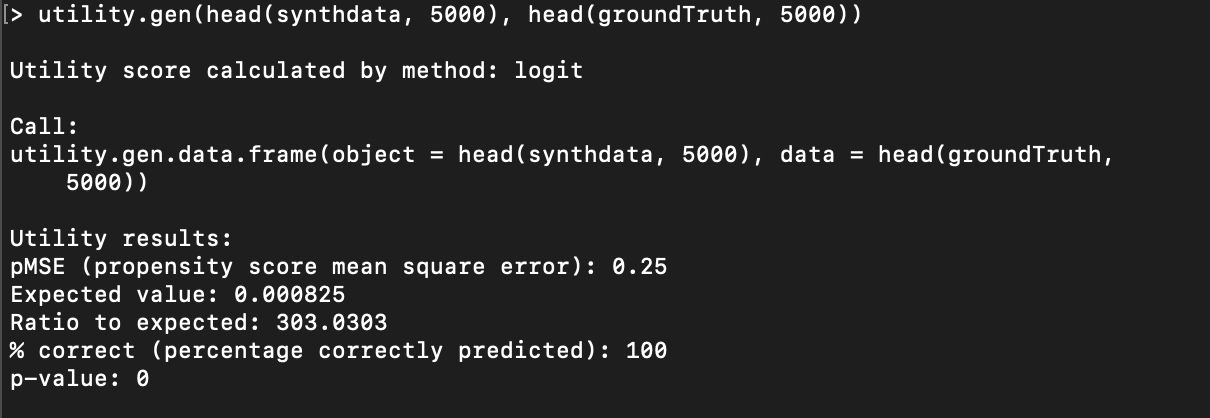 [> utility.gen(head(synthdata, 5000), head(groundTruth, 5000))
Utility score calculated by method: logit
Call:
utility.gen.data.frame(object = head(synthdata, 5000), data = head(groundTruth,
    5000))
Utility results:
pMSE (propensity score mean square error): 0.25
Expected value: 0.000825
Ratio to expected: 303.0303
% correct (percentage correctly predicted): 100
p-value: 0